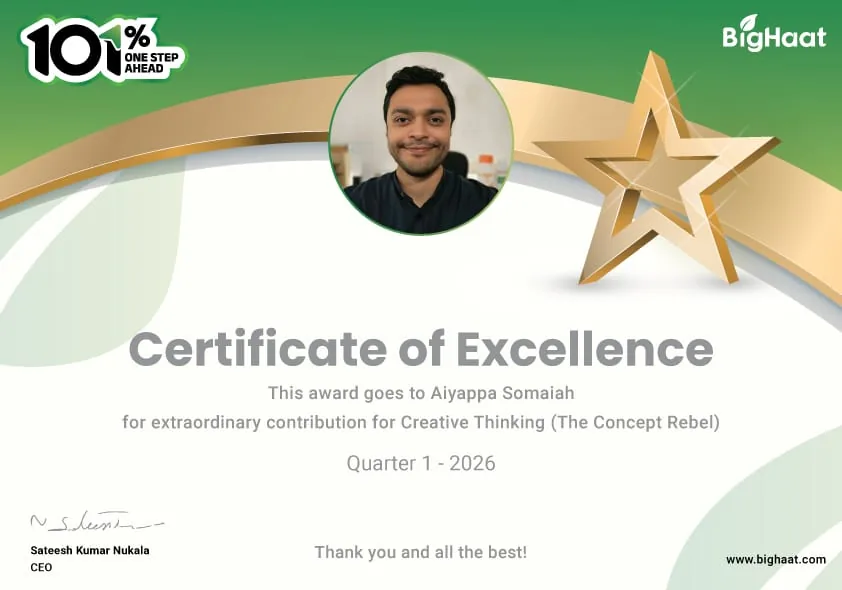 101%
ONE STEP
AHEAD
BigHaat
Certificate of Excellence
This award goes to Aiyappa Somaiah
for extraordinary contribution for Creative Thinking (The Concept Rebel)
Quarter 1 - 2026
Sateesh Kumar Nukala
CEO
Thank you and all the best!
www.bighaat.com